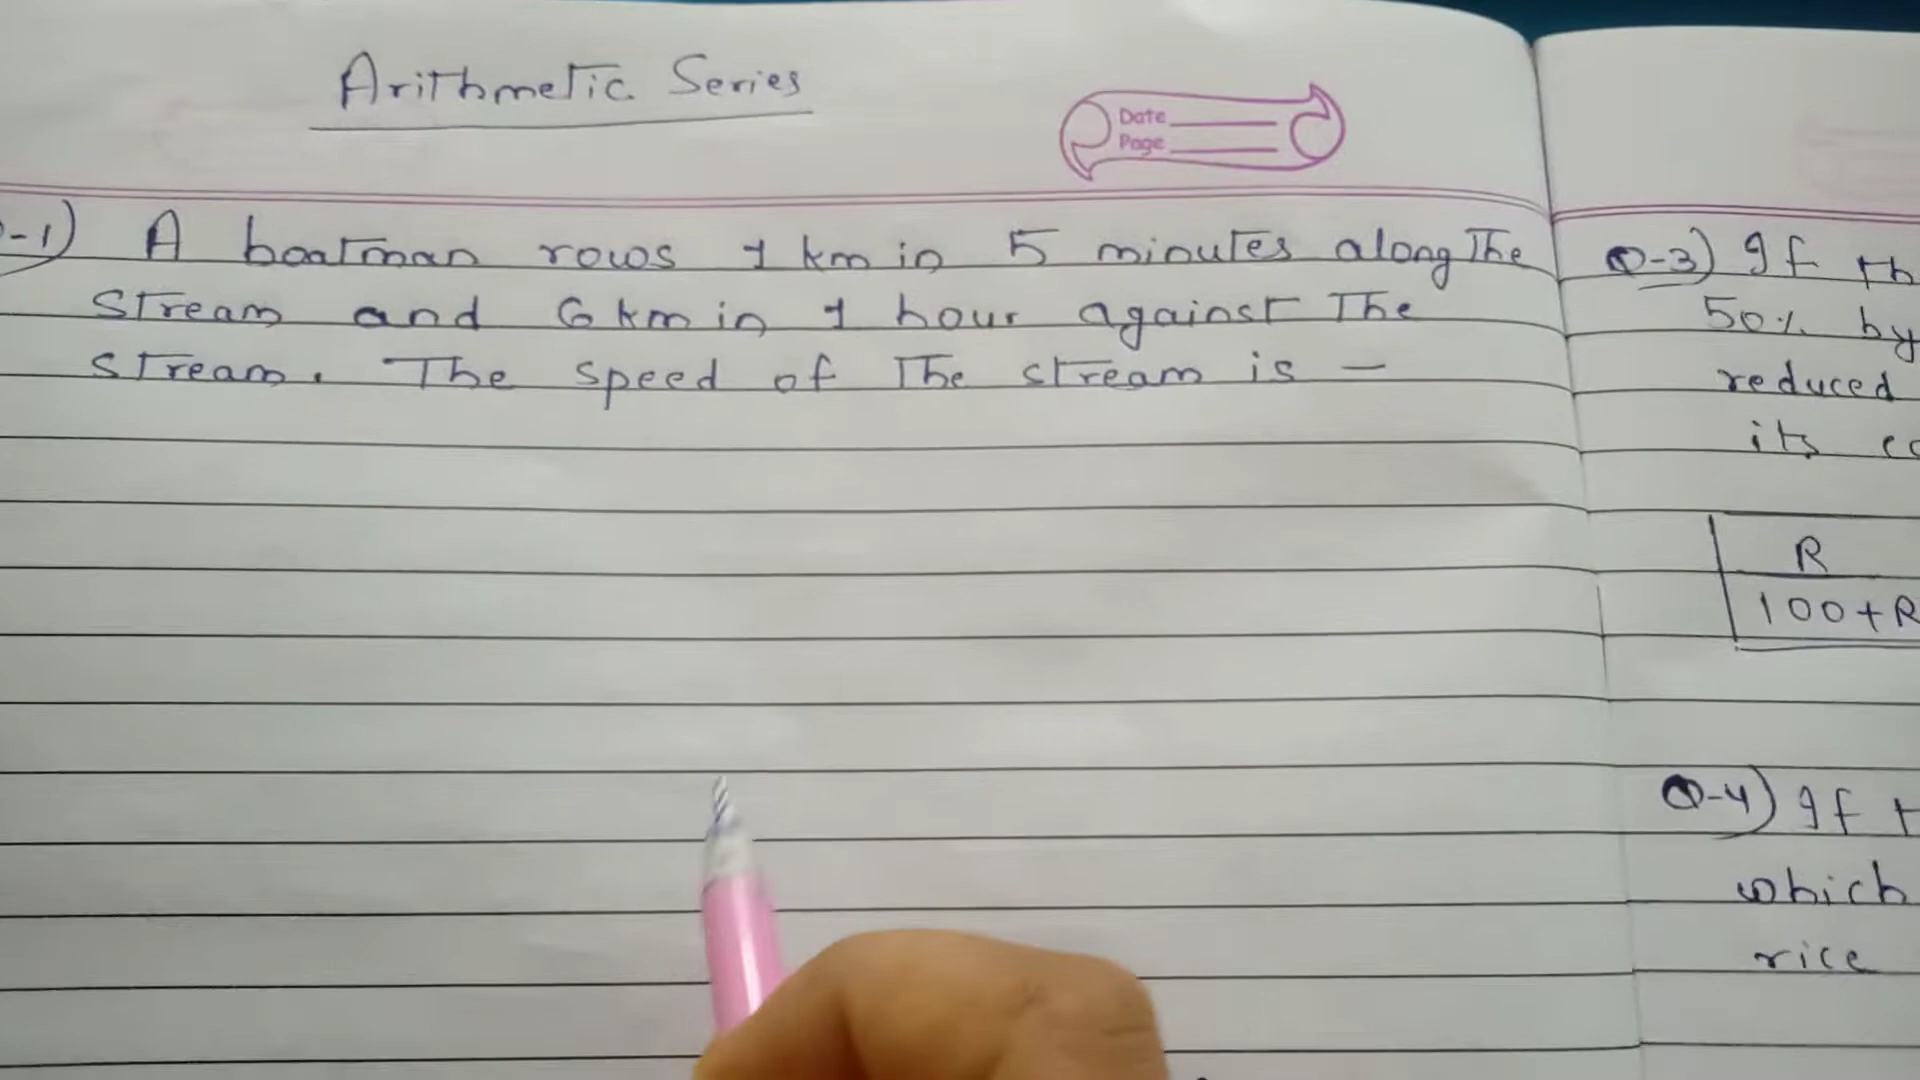 Arithmetic Series
Date
Page
-1) A boatman rows 1 km in 5 minutes along The
stream and 6 km in 1 hour against The
stream. The speed of The stream is —
Q-3) If th
50% by
reduced
its co
R
100+R
Q-4) If t
which
rice